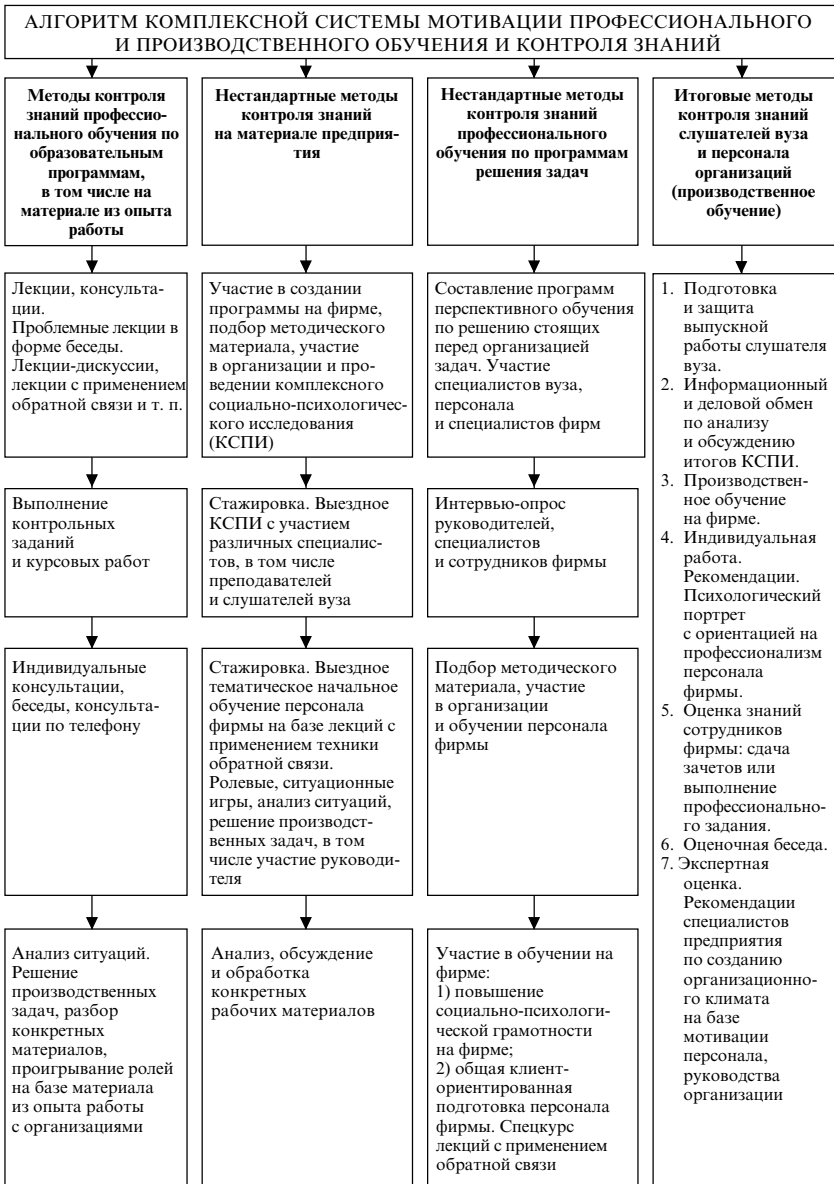 АЛГОРИТМ КОМПЛЕКСНОЙ СИСТЕМЫ МОТИВАЦИИ ПРОФЕССИОНАЛЬНОГО
И ПРОИЗВОДСТВЕННОГО ОБУЧЕНИЯ И КОНТРОЛЯ ЗНАНИЙ
Методы контроля
знаний профессио-
нального обучения по
образовательным
программам,
в том числе на
материале из опыта
работы
Лекции, консульта-
ции.
Проблемные лекции в
форме беседы.
Лекции-дискуссии,
лекции с применением
обратной связи и т. п.
Выполнение
контрольных
заданий
и курсовых работ
Индивидуальные
консультации,
беседы, консульта-
ции по телефону
Анализ ситуаций.
Решение
производственных
задач, разбор
конкретных
материалов,
проигрывание ролей
на базе материала
из опыта работы
с организациями
Нестандартные методы
контроля знаний
на материале предприя-
тия
Участие в создании
программы на фирме,
подбор методического
материала, участие
в организации и про-
ведении комплексного
социально-психологичес-
кого исследования
(КСПИ)
Стажировка. Выездное
КСПИ с участием
различных специалис-
тов, в том числе
преподавателей
и слушателей вуза
Стажировка. Выездное
тематическое начальное
обучение персонала
фирмы на базе лекций с
применением техники
обратной связи.
Ролевые, ситуационные
игры, анализ ситуаций,
решение производст-
венных задач, в том
числе участие руководи-
теля
Анализ, обсуждение
и обработка
конкретных
рабочих материалов
Нестандартные методы
контроля знаний
профессионального
обучения по программам
решения задач
Составление программ
перспективного обучения
по решению стоящих
перед организацией
задач. Участие
специалистов вуза,
персонала
и специалистов фирм
Интервью-опрос
руководителей,
специалистов
и сотрудников фирмы
Подбор методического
материала, участие
в организации
и обучении персонала
фирмы
Участие в обучении на
фирме:
1) повышение
социально-психологи-
ческой грамотности
на фирме;
2) общая клиент-
ориентированная
подготовка персонала
фирмы. Спецкурс
лекций с применением
обратной связи
Итоговые методы
контроля знаний
слушателей вуза
и персонала
организаций
(производственное
обучение)
1. Подготовка
и защита
выпускной
работы слушателя
вуза.
2. Информационный
и деловой обмен
по анализу
и обсуждению
итогов КСПИ.
3. Производствен-
ное обучение
на фирме.
4. Индивидуальная
работа.
Рекомендации.
Психологический
портрет
с ориентацией на
профессионализм
персонала
фирмы.
5. Оценка знаний
сотрудников
фирмы: сдача
зачетов или
выполнение
профессионально-
го задания.
6. Оценочная беседа.
7. Экспертная
оценка.
Рекомендации
специалистов
предприятия
по созданию
организационно-
го климата
на базе
мотивации
персонала,
руководства
организации